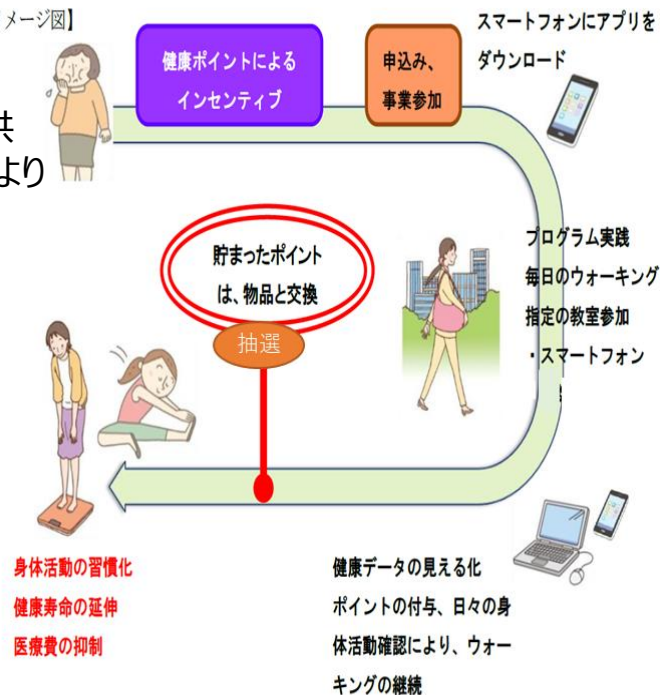 メージ図】
健康ポイントによる
インセンティブ
申込み、
事業参加
スマートフォンにアプリを
ダウンロード
共
より
貯まったポイント
は、物品と交換
抽選
プログラム実践
毎日のウォーキング
指定の教室参加
・スマートフォン
身体活動の習慣化
健康寿命の延伸
医療費の抑制
健康データの見える化
ポイントの付与、日々の身
体活動確認により、ウォー
キングの継続